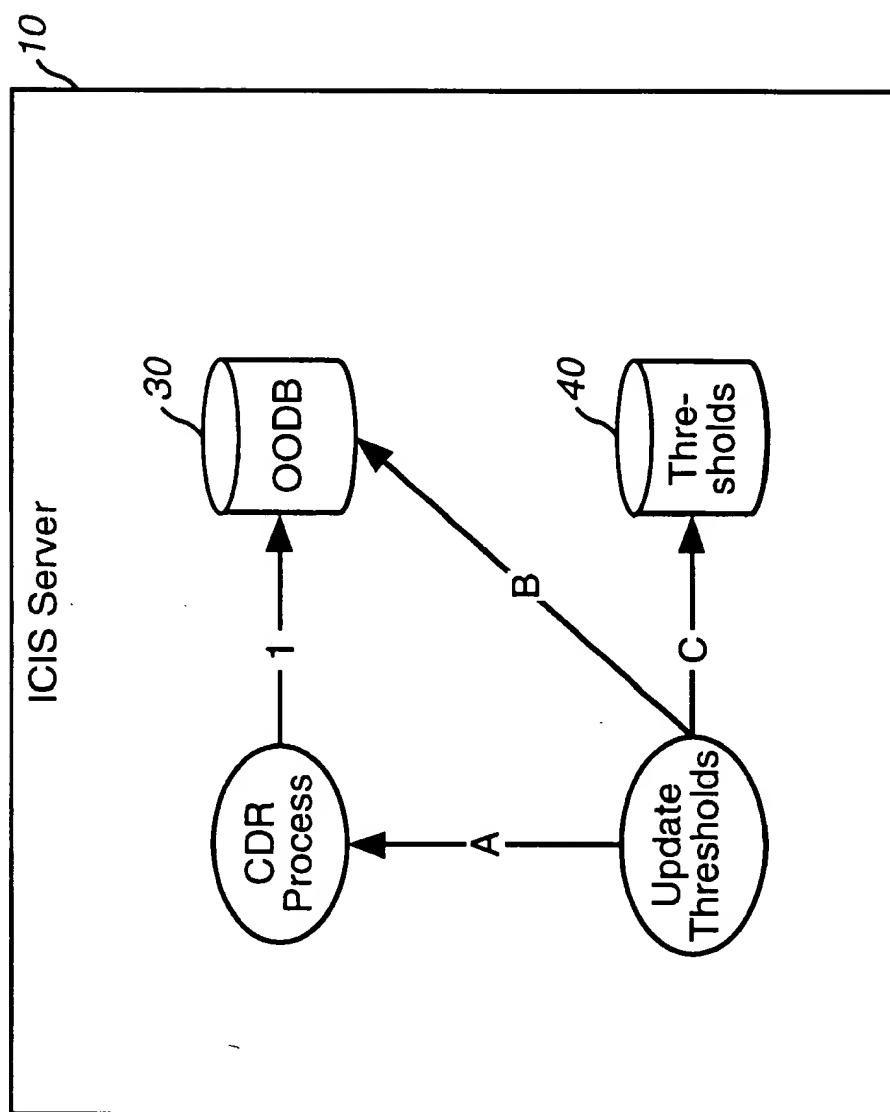 10
ICIS Server
30
CDR
Process
1
OODB
A
B
40
Update
Thresholds
C
Thre-
sholds